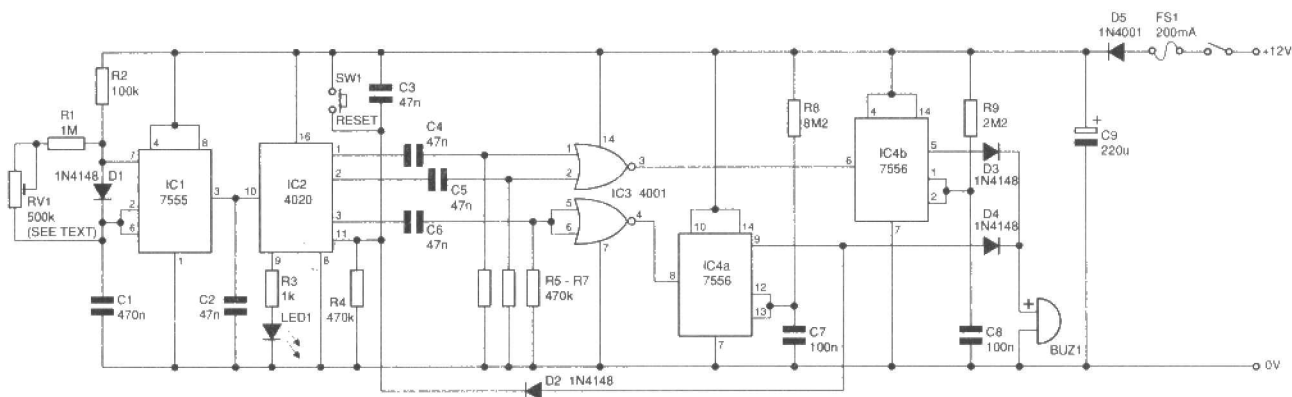 D5
1N4001
FS1
200mA
+12V
R2
100k
SW1
RESET
C3
47n
R1
1M
RV1
500k
(SEE TEXT)
1N4148
D1
4
8
7
2
6
3
1
IC1
7555
10
16
IC2
4020
1
2
3
11
9
8
C4
47n
C5
47n
C6
47n
1
2
14
3
IC3 4001
5
6
4
7
R8
8M2
4
14
IC4b
7556
6
5
1
2
7
R9
2M2
D3
1N4148
D4
1N4148
+
C9
220u
10
14
9
IC4a
7556
8
12
13
7
C1
470n
C2
47n
R3
1k
LED1
R4
470k
R5 - R7
470k
C7
100n
C8
100n
+
BUZ1
D2 1N4148
0V